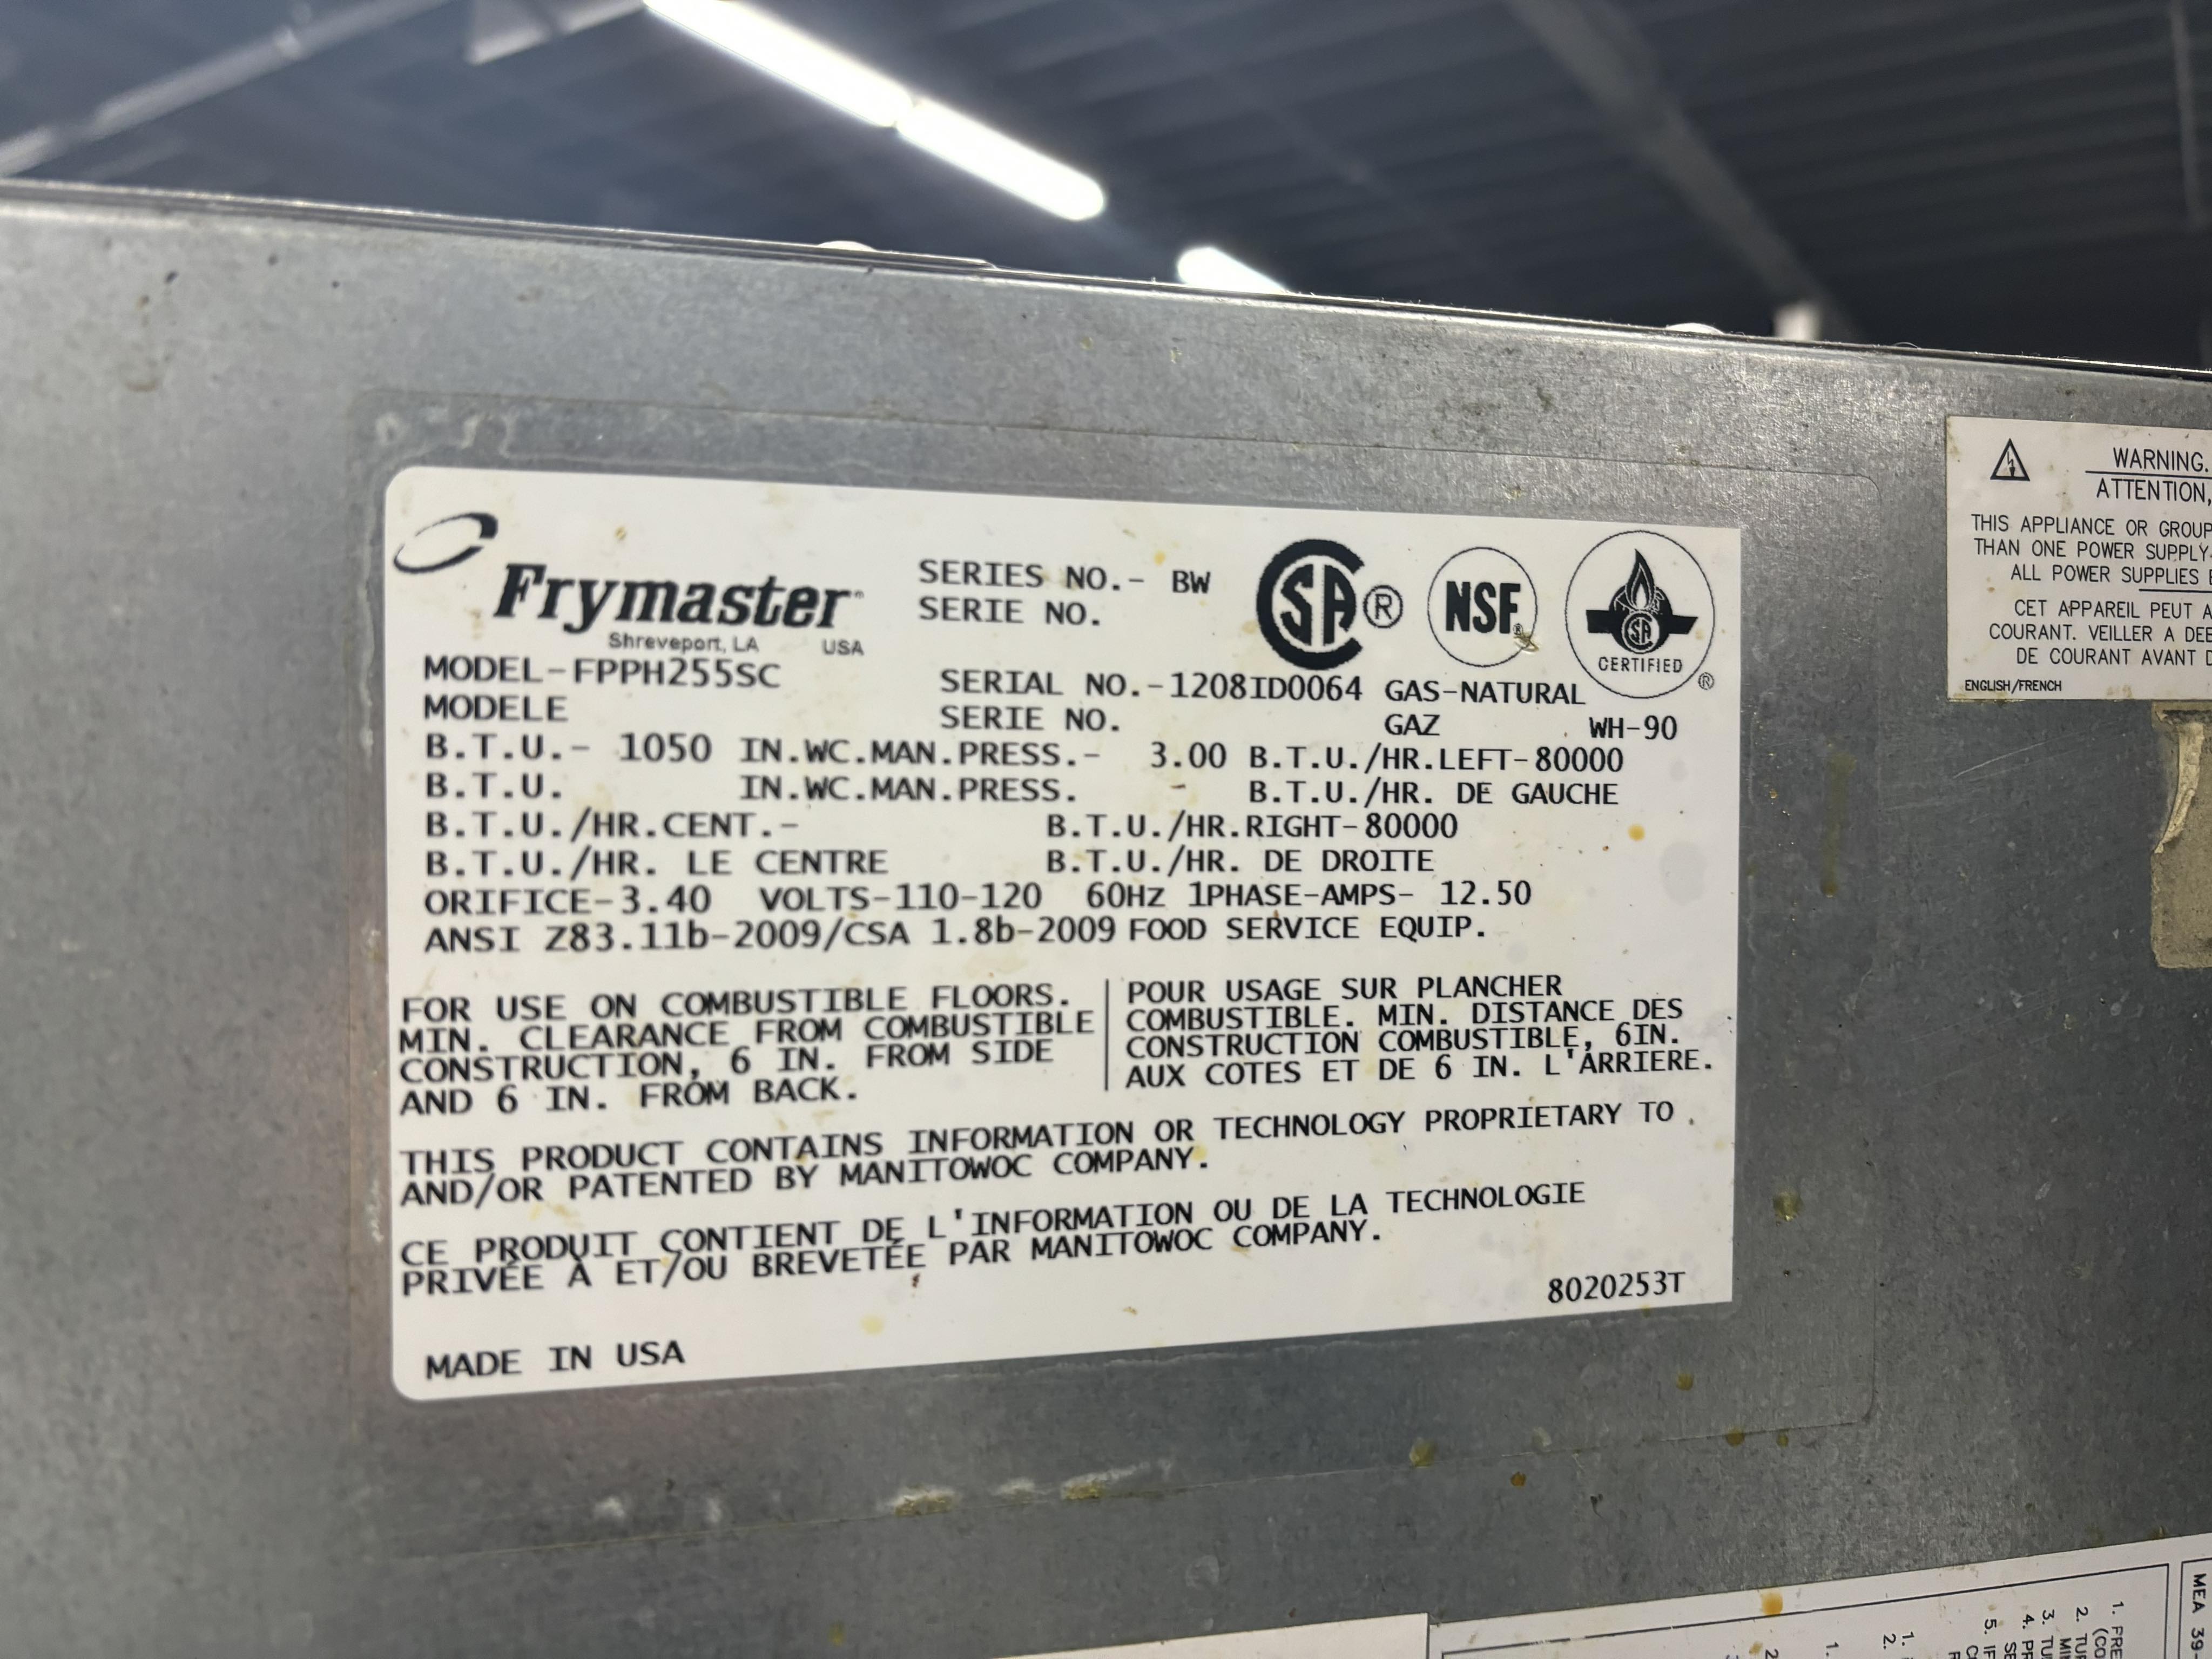 Frymaster
Shreveport, LA USA
SERIES NO.- BW
SERIE NO.
SA®
NSF®
SA
CERTIFIED ®
MODEL-FPPH255SC SERIAL NO.-1208ID0064 GAS-NATURAL
MODELE SERIE NO. GAZ WH-90
B.T.U.- 1050 IN.WC.MAN.PRESS.- 3.00 B.T.U./HR.LEFT-80000
B.T.U. IN.WC.MAN.PRESS. - B.T.U./HR. DE GAUCHE
B.T.U./HR.CENT.- B.T.U./HR.RIGHT-80000
B.T.U./HR. LE CENTRE B.T.U./HR. DE DROITE
ORIFICE-3.40 VOLTS-110-120 60Hz 1PHASE-AMPS- 12.50
ANSI Z83.11b-2009/CSA 1.8b-2009 FOOD SERVICE EQUIP.
FOR USE ON COMBUSTIBLE FLOORS.
MIN. CLEARANCE FROM COMBUSTIBLE
CONSTRUCTION, 6 IN. FROM SIDE
AND 6 IN. FROM BACK.
POUR USAGE SUR PLANCHER
COMBUSTIBLE. MIN. DISTANCE DES
CONSTRUCTION COMBUSTIBLE, 6IN.
AUX COTES ET DE 6 IN. L'ARRIERE.
THIS PRODUCT CONTAINS INFORMATION OR TECHNOLOGY PROPRIETARY TO
AND/OR PATENTED BY MANITOWOC COMPANY.
CE PRODUIT CONTIENT DE L'INFORMATION OU DE LA TECHNOLOGIE
PRIVÉE À ET/OU BREVETÉE PAR MANITOWOC COMPANY.
8020253T
MADE IN USA
WARNING.
ATTENTION,
THIS APPLIANCE OR GROUP
THAN ONE POWER SUPPLY
ALL POWER SUPPLIES
CET APPAREIL PEUT A
COURANT. VEILLER A
DE COURANT AVANT
ENGLISH/FRENCH
MEA 39-